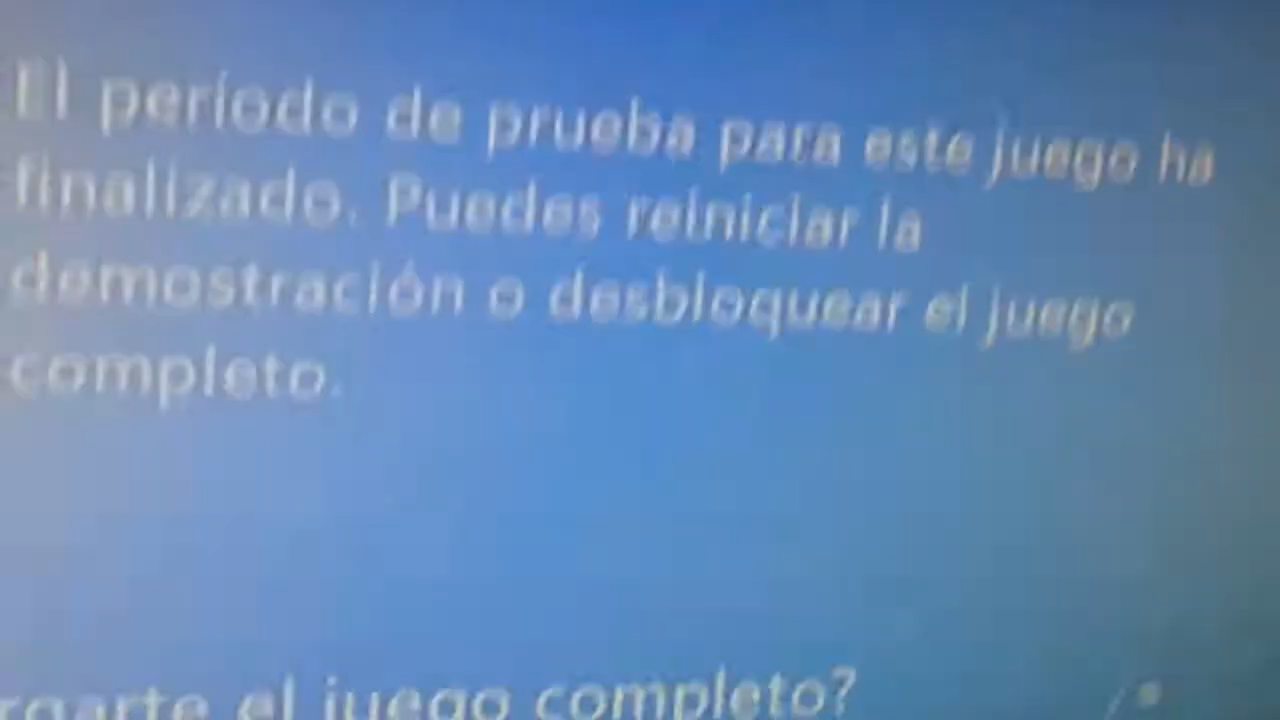 El período de prueba para este juego ha
finalizado. Puedes reiniciar la
demostración o desbloquear el juego
completo.
el juego completo?